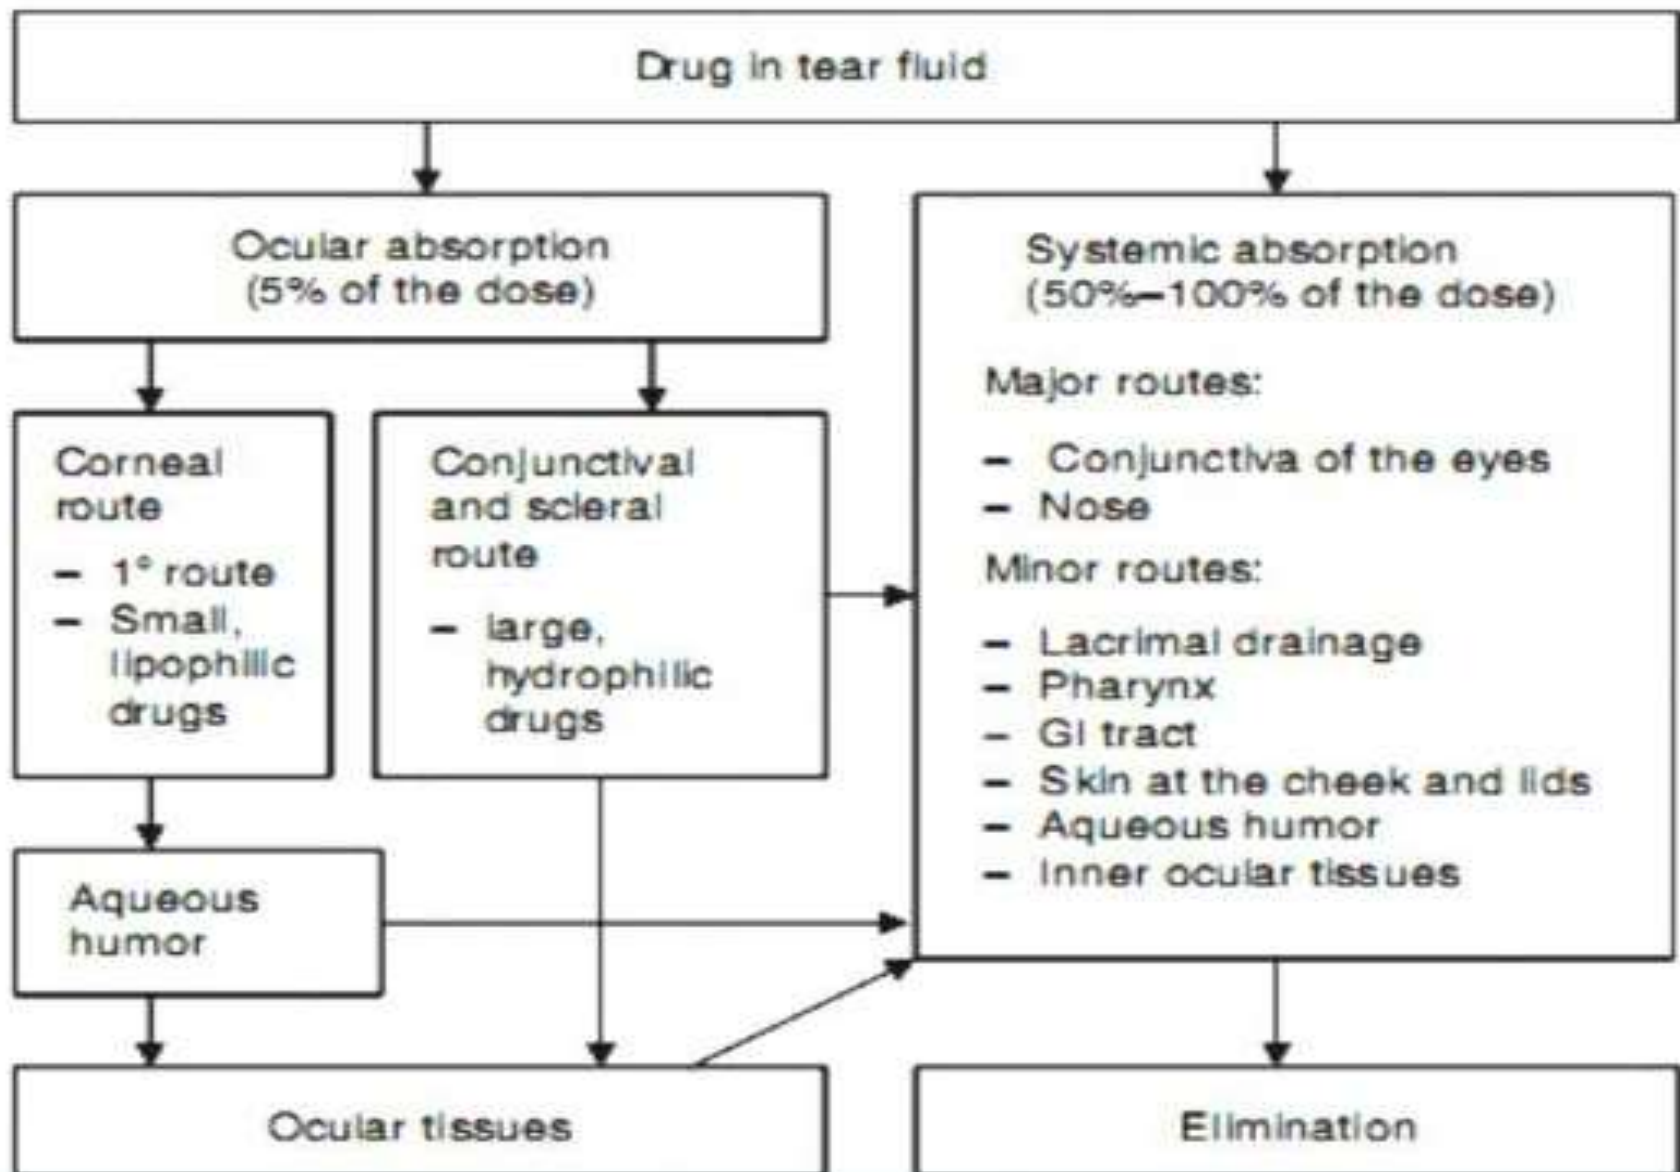 Drug in tear fluid
Ocular absorption
(5% of the dose)
Systemic absorption
(50%–100% of the dose)
Major routes:
– Conjunctiva of the eyes
– Nose
Minor routes:
– Lacrimal drainage
– Pharynx
– GI tract
– Skin at the cheek and lids
– Aqueous humor
– Inner ocular tissues
Corneal
route
– 1° route
– Small,
lipophilic
drugs
Conjunctival
and scleral
route
– large,
hydrophilic
drugs
Aqueous
humor
Ocular tissues
Elimination